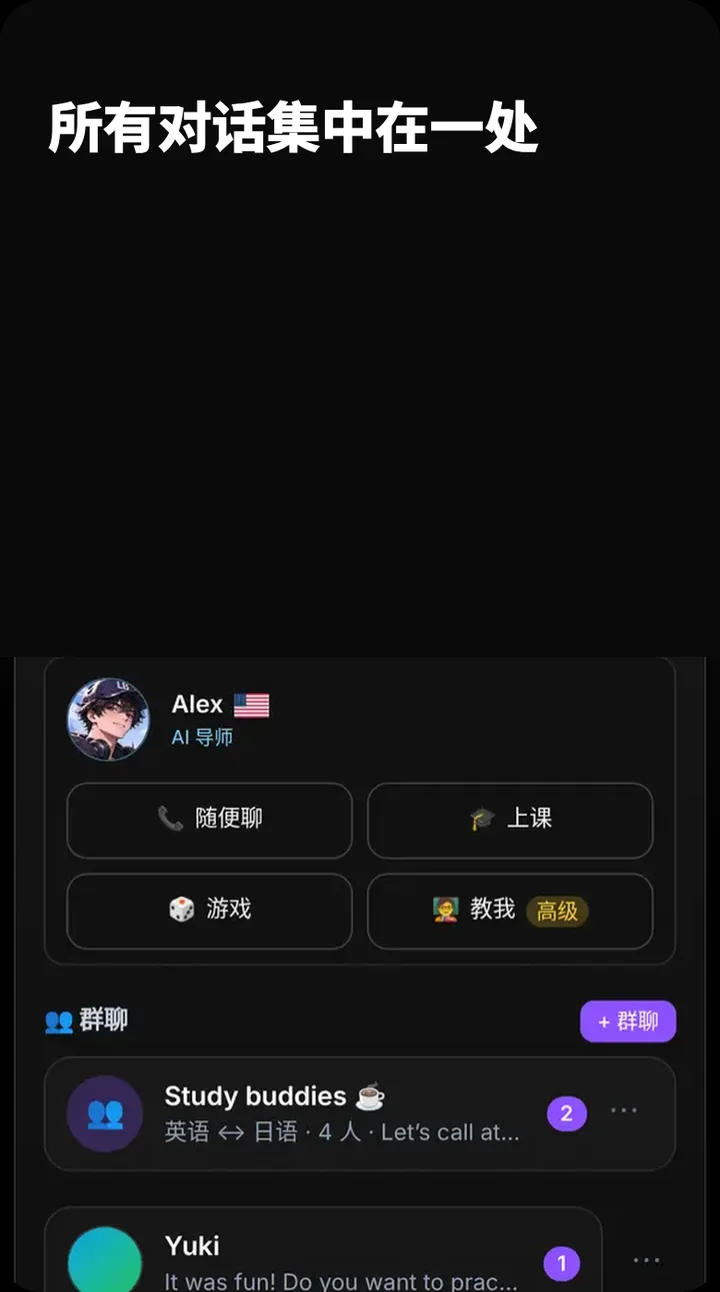 所有对话集中在一处
Alex 🇺🇸
AI 导师
📞 随便聊
🎓 上课
🎲 游戏
🧑‍🏫 教我 高级
👥 群聊
+ 群聊
Study buddies ☕
英语 ↔ 日语 · 4 人 · Let’s call at...
2
Yuki
It was fun! Do you want to prac...
1